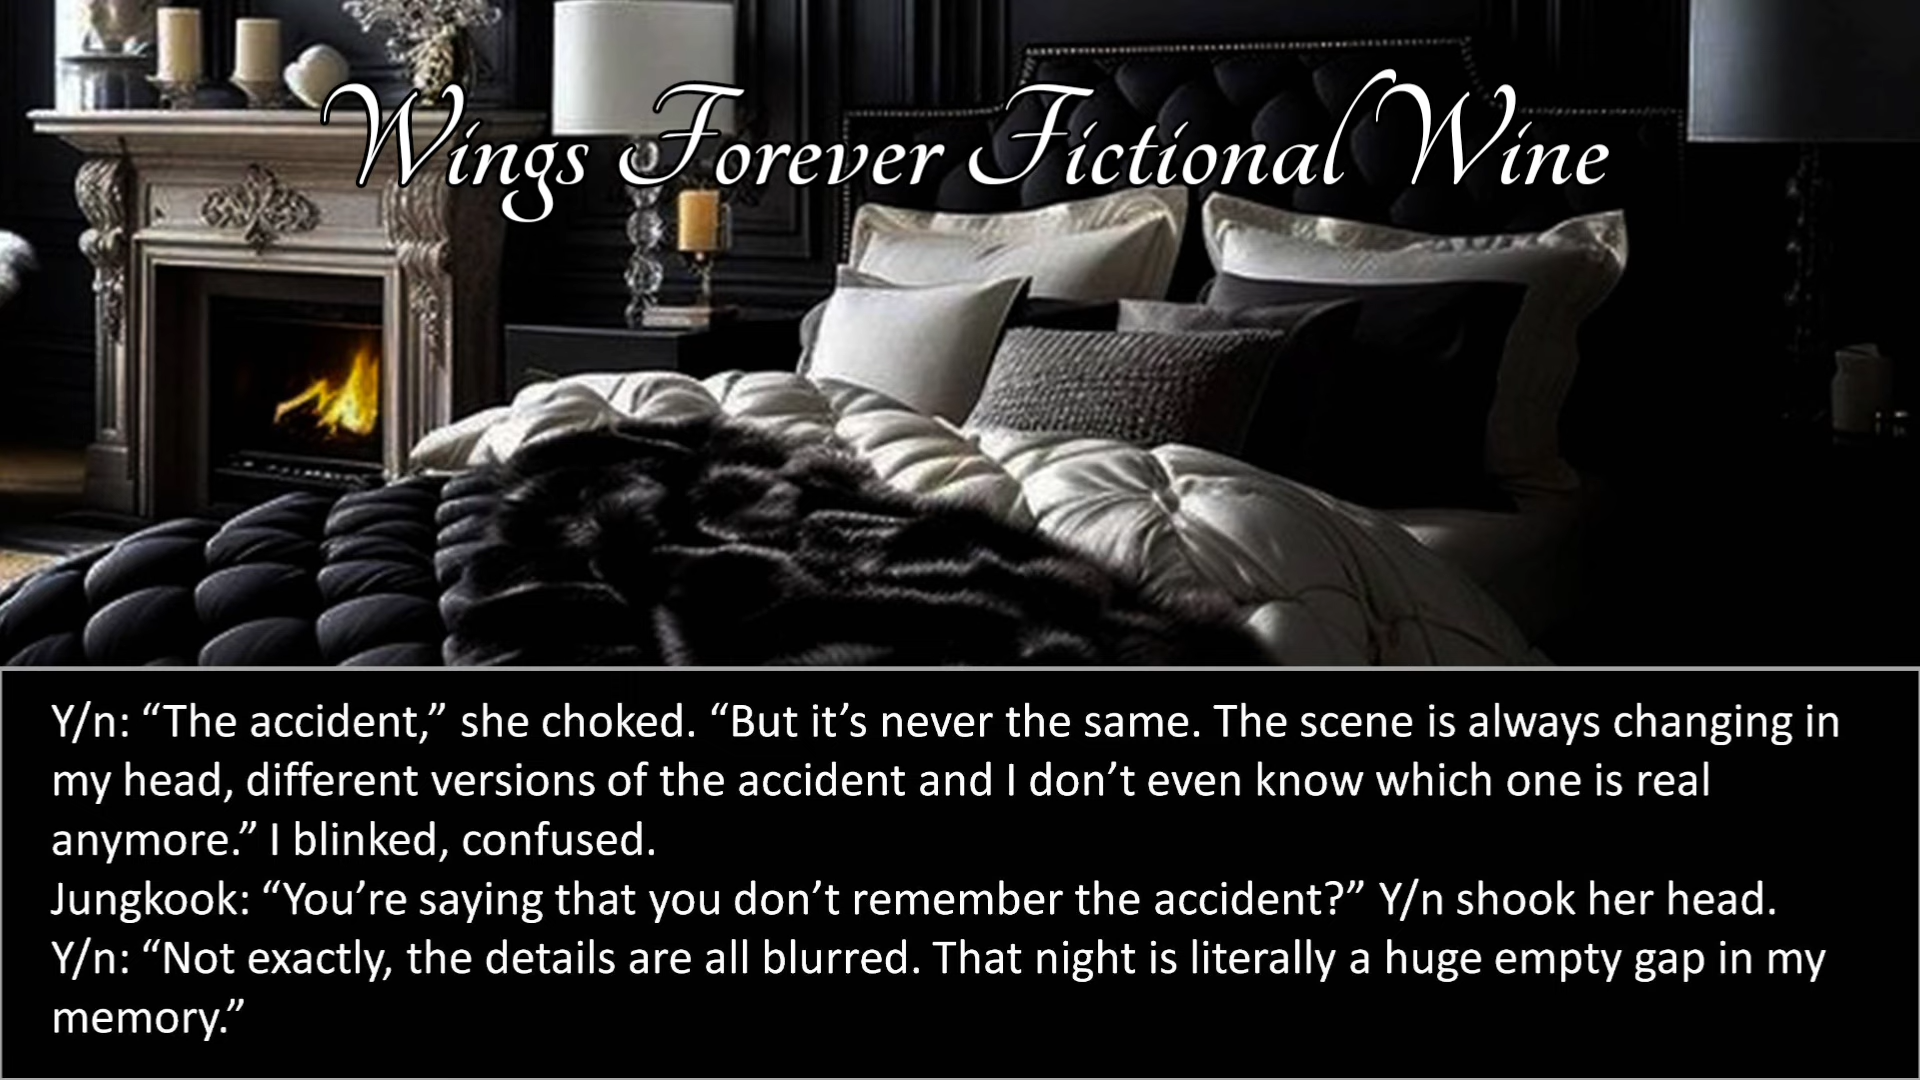 Wings Forever Fictional Wine
Y/n: “The accident,” she choked. “But it’s never the same. The scene is always changing in
my head, different versions of the accident and I don’t even know which one is real
anymore.” I blinked, confused.
Jungkook: “You’re saying that you don’t remember the accident?” Y/n shook her head.
Y/n: “Not exactly, the details are all blurred. That night is literally a huge empty gap in my
memory.”